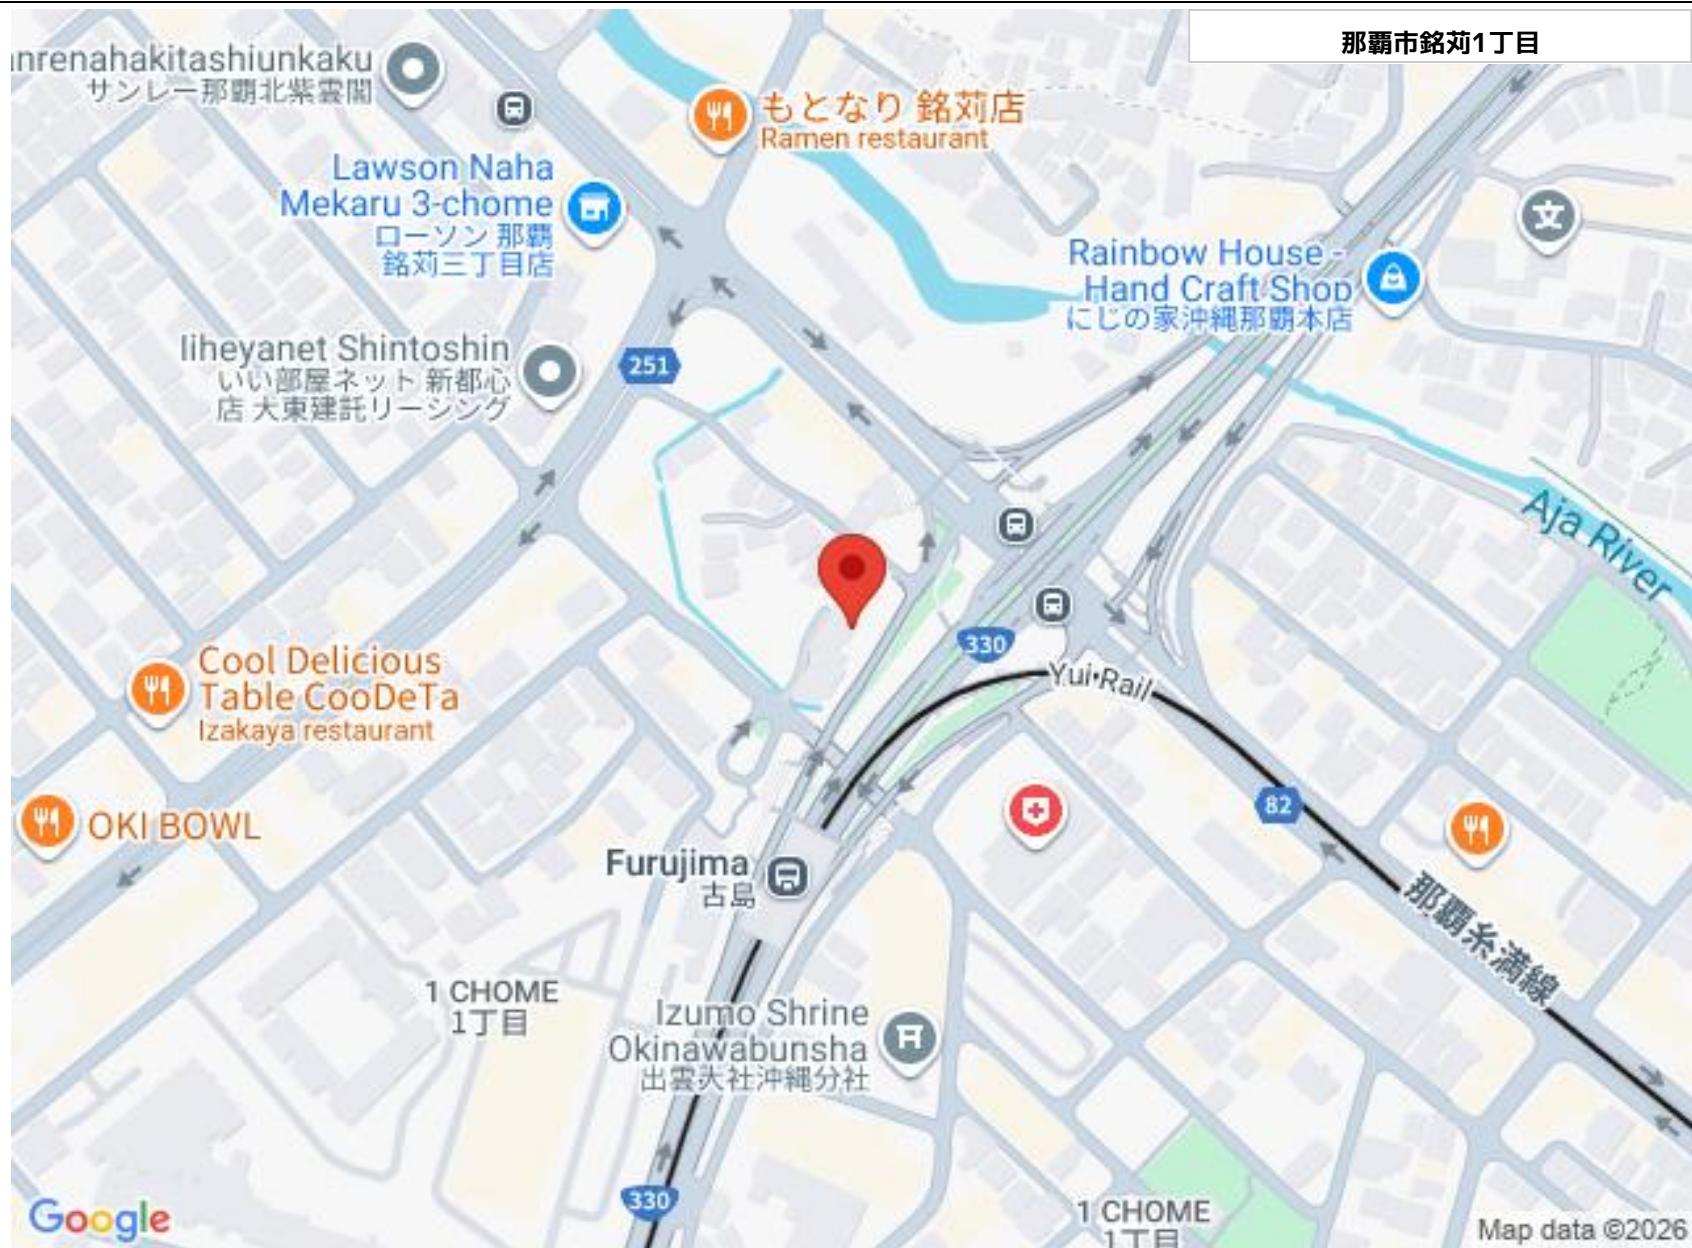 那覇市銘苅1丁目
anrenahakitashiunkaku
サンレー那覇北紫雲閣
もとなり 銘苅店
Ramen restaurant
Lawson Naha
Mekaru 3-chome
ローソン 那覇
銘苅三丁目店
文
Rainbow House -
Hand Craft Shop
にじの家沖縄那覇本店
Iiheyanet Shintoshin
いい部屋ネット 新都心
店 大東建託リーシング
251
Aja River
330
Yui•Rail
Cool Delicious
Table CooDeTa
Izakaya restaurant
OKI BOWL
82
Furujima
古島
那覇糸満線
1 CHOME
1丁目
Izumo Shrine
Okinawabunsha
出雲大社沖縄分社
330
1 CHOME
1丁目
Google
Map data ©2026